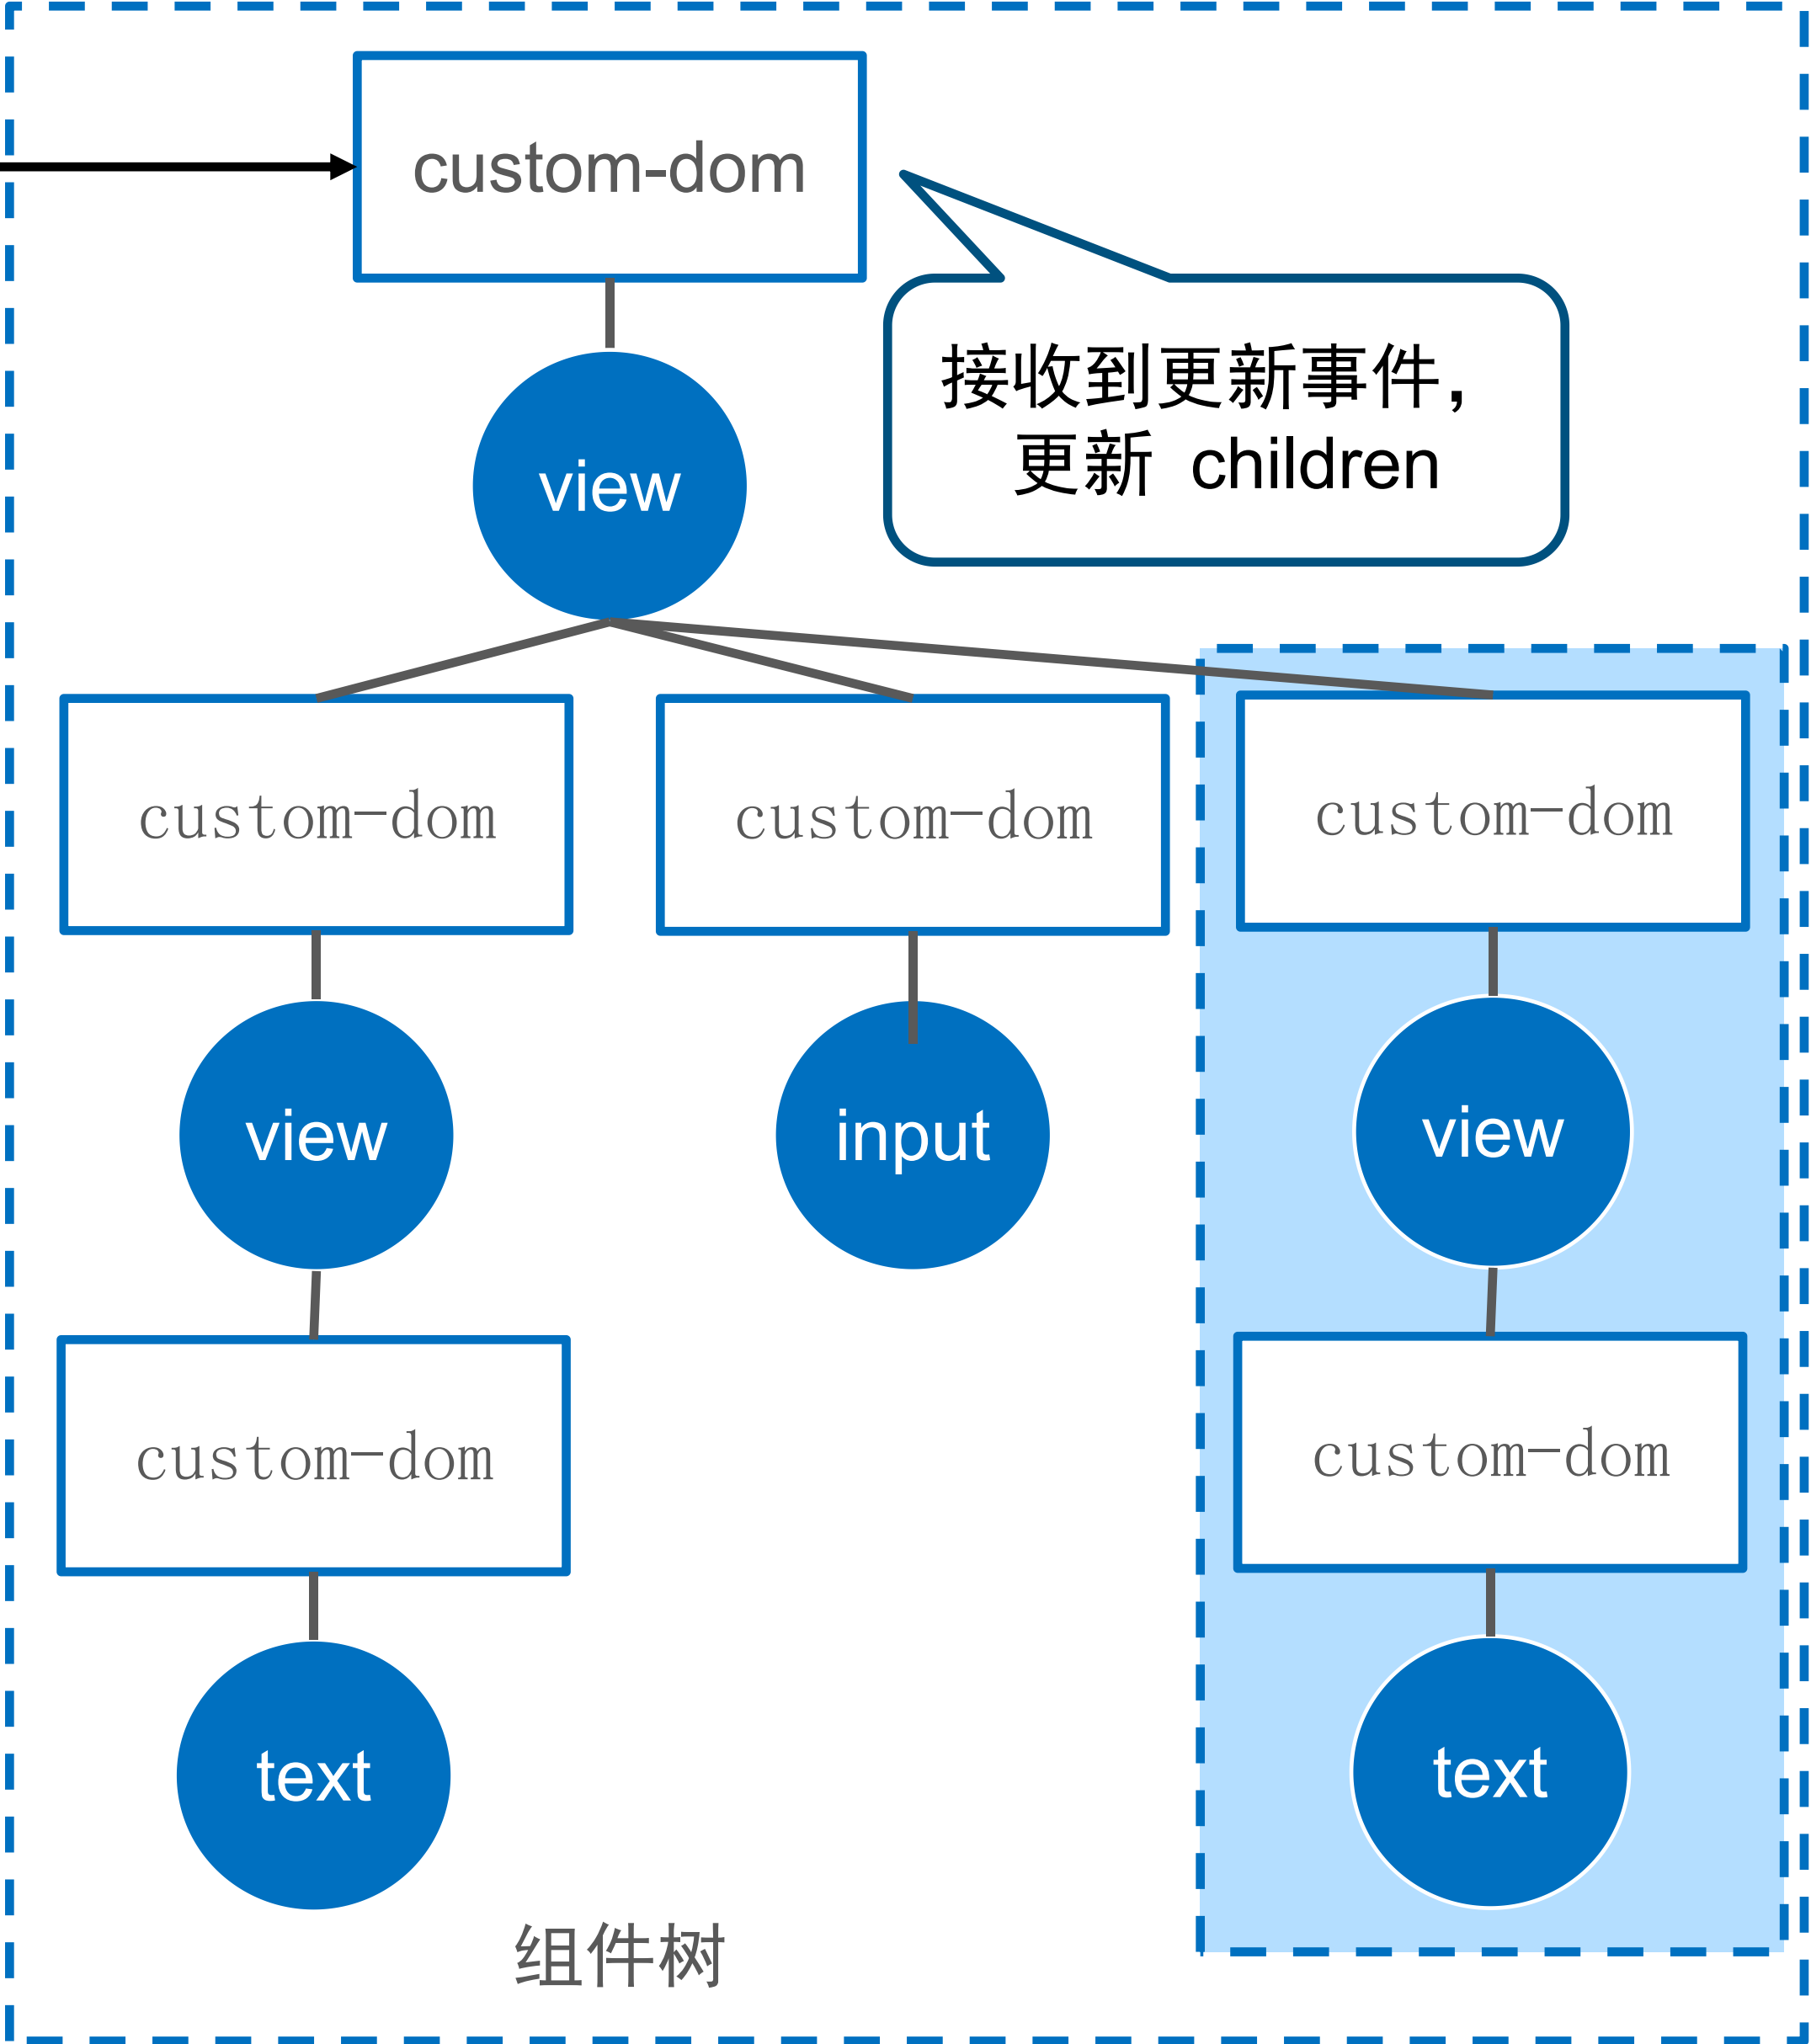 custom-dom
接收到更新事件，
更新 children
view
custom-dom
custom-dom
custom-dom
view
input
view
custom-dom
custom-dom
text
text
组件树